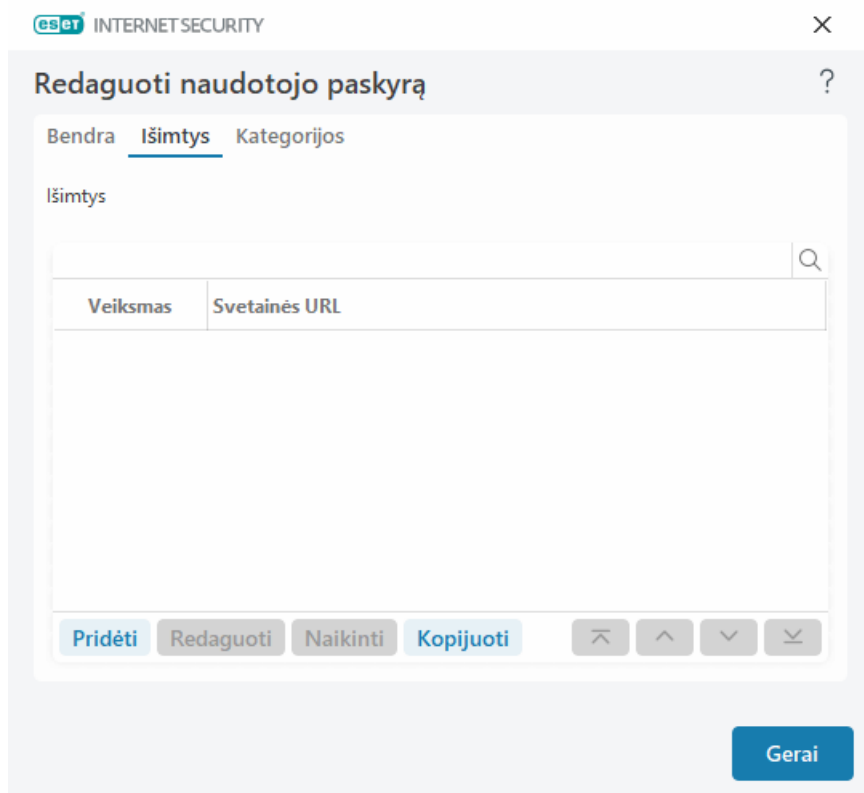 eset INTERNET SECURITY
Redaguoti naudotojo paskyrą
?
Bendra Išimtys Kategorijos
Išimtys
Veiksmas Svetainės URL
Pridėti Redaguoti Naikinti Kopijuoti
Gerai